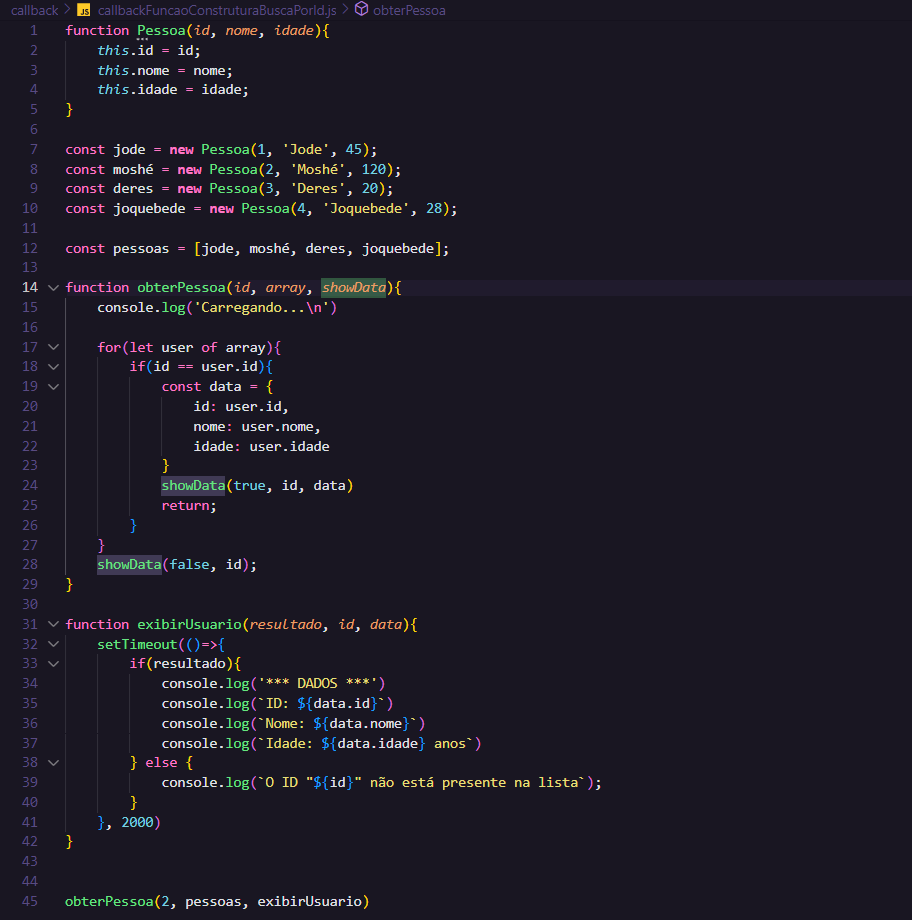 callback > JS callbackFuncaoConstruturaBuscaPorId.js > obterPessoa
1 function Pessoa(id, nome, idade){
2     this.id = id;
3     this.nome = nome;
4     this.idade = idade;
5 }
6
7 const jode = new Pessoa(1, 'Jode', 45);
8 const moshé = new Pessoa(2, 'Moshé', 120);
9 const deres = new Pessoa(3, 'Deres', 20);
10 const joquebede = new Pessoa(4, 'Joquebede', 28);
11
12 const pessoas = [jode, moshé, deres, joquebede];
13
14 function obterPessoa(id, array, showData){
15     console.log('Carregando...\n')
16
17     for(let user of array){
18         if(id == user.id){
19             const data = {
20                 id: user.id,
21                 nome: user.nome,
22                 idade: user.idade
23             }
24             showData(true, id, data)
25             return;
26         }
27     }
28     showData(false, id);
29 }
30
31 function exibirUsuario(resultado, id, data){
32     setTimeout(()=>{
33         if(resultado){
34             console.log('*** DADOS ***')
35             console.log(`ID: ${data.id}`)
36             console.log(`Nome: ${data.nome}`)
37             console.log(`Idade: ${data.idade} anos`)
38         } else {
39             console.log(`O ID "${id}" não está presente na lista`);
40         }
41     }, 2000)
42 }
43
44
45 obterPessoa(2, pessoas, exibirUsuario)